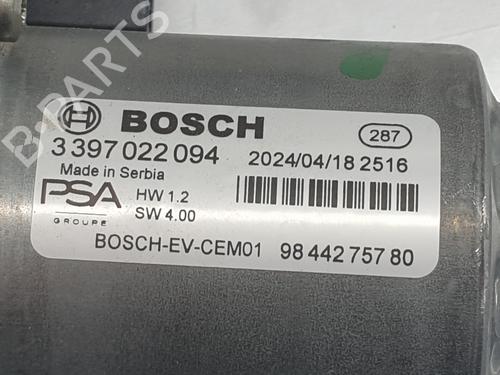 BOSCH 287
3 397 022 094 2024/04/18 2516
Made in Serbia
PSA HW 1.2
GROUPE SW 4.00
BOSCH-EV-CEM01 98 442 757 80
B-PARTS